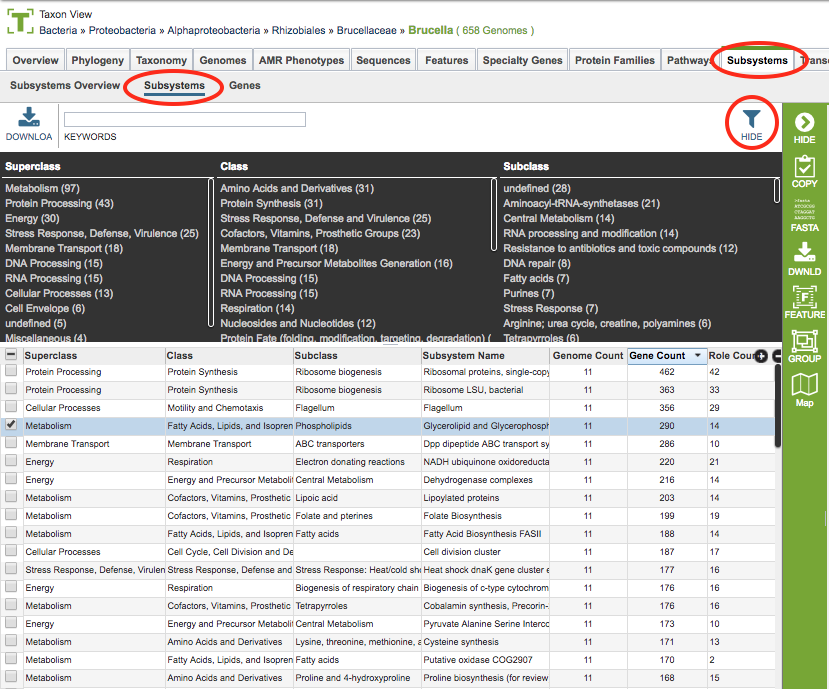 Taxon View
Bacteria » Proteobacteria » Alphaproteobacteria » Rhizobiales » Brucellaceae » Brucella ( 658 Genomes )
Overview Phylogeny Taxonomy Genomes AMR Phenotypes Sequences Features Specialty Genes Protein Families Pathways Subsystems Trans
Subsystems Overview Subsystems Genes
DOWNLOA KEYWORDS HIDE
HIDE
COPY
FASTA
DWNLD
FEATURE
GROUP
Map
Superclass Class Subclass
Metabolism (97) Amino Acids and Derivatives (31) undefined (28)
Protein Processing (43) Protein Synthesis (31) Aminoacyl-tRNA-synthetases (21)
Energy (30) Stress Response, Defense and Virulence (25) Central Metabolism (14)
Stress Response, Defense, Virulence (25) Cofactors, Vitamins, Prosthetic Groups (23) RNA processing and modification (14)
Membrane Transport (18) Membrane Transport (18) Resistance to antibiotics and toxic compounds (12)
DNA Processing (15) Energy and Precursor Metabolites Generation (16) DNA repair (8)
RNA Processing (15) DNA Processing (15) Fatty acids (7)
Cellular Processes (13) RNA Processing (15) Purines (7)
Cell Envelope (6) Respiration (14) Stress Response (7)
undefined (5) Nucleosides and Nucleotides (12) Arginine; urea cycle, creatine, polyamines (6)
Miscellaneous (4) Protein Fate (folding, modification, targeting, degradation) ( Tetrapyrroles (6)
Superclass Class Subclass Subsystem Name Genome Count Gene Count Role Coun
Protein Processing Protein Synthesis Ribosome biogenesis Ribosomal proteins, single-copy 11 462 42
Protein Processing Protein Synthesis Ribosome biogenesis Ribosome LSU, bacterial 11 363 33
Cellular Processes Motility and Chemotaxis Flagellum Flagellum 11 356 29
Metabolism Fatty Acids, Lipids, and Isopren Phospholipids Glycerolipid and Glycerophosph 11 290 14
Membrane Transport Membrane Transport ABC transporters Dpp dipeptide ABC transport sy 11 286 10
Energy Respiration Electron donating reactions NADH ubiquinone oxidoreducta 11 220 21
Energy Energy and Precursor Metabolit Central Metabolism Dehydrogenase complexes 11 216 14
Metabolism Cofactors, Vitamins, Prosthetic Lipoic acid Lipoylated proteins 11 203 14
Metabolism Cofactors, Vitamins, Prosthetic Folate and pterines Folate Biosynthesis 11 199 19
Metabolism Fatty Acids, Lipids, and Isopren Fatty acids Fatty Acid Biosynthesis FASII 11 188 14
Cellular Processes Cell Cycle, Cell Division and De Cell division cluster 11 187 17
Stress Response, Defense, Virulen Stress Response, Defense and Stress Response: Heat/cold sho Heat shock dnaK gene cluster e 11 177 16
Energy Respiration Biogenesis of respiratory chain Biogenesis of c-type cytochrom 11 176 16
Metabolism Cofactors, Vitamins, Prosthetic Tetrapyrroles Cobalamin synthesis, Precorin- 11 176 16
Energy Energy and Precursor Metabolit Central Metabolism Pyruvate Alanine Serine Interco 11 173 10
Metabolism Amino Acids and Derivatives Lysine, threonine, methionine, a Cysteine synthesis 11 171 13
Metabolism Fatty Acids, Lipids, and Isopren Fatty acids Putative oxidase COG2907 11 170 2
Metabolism Amino Acids and Derivatives Proline and 4-hydroxyproline Proline biosynthesis (for review 11 168 15